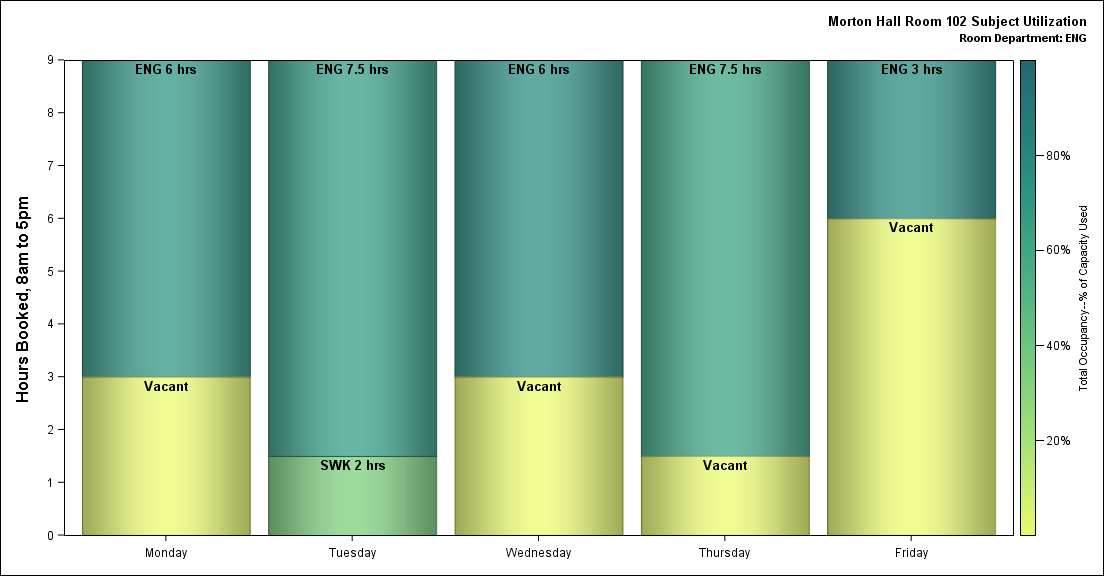 Morton Hall Room 102 Subject Utilization
Room Department: ENG
Hours Booked, 8am to 5pm
9
8
7
6
5
4
3
2
1
0
ENG 6 hrs
Vacant
ENG 7.5 hrs
SWK 2 hrs
ENG 6 hrs
Vacant
ENG 7.5 hrs
Vacant
ENG 3 hrs
Vacant
Monday
Tuesday
Wednesday
Thursday
Friday
80%
60%
40%
20%
Total Occupancy--% of Capacity Used